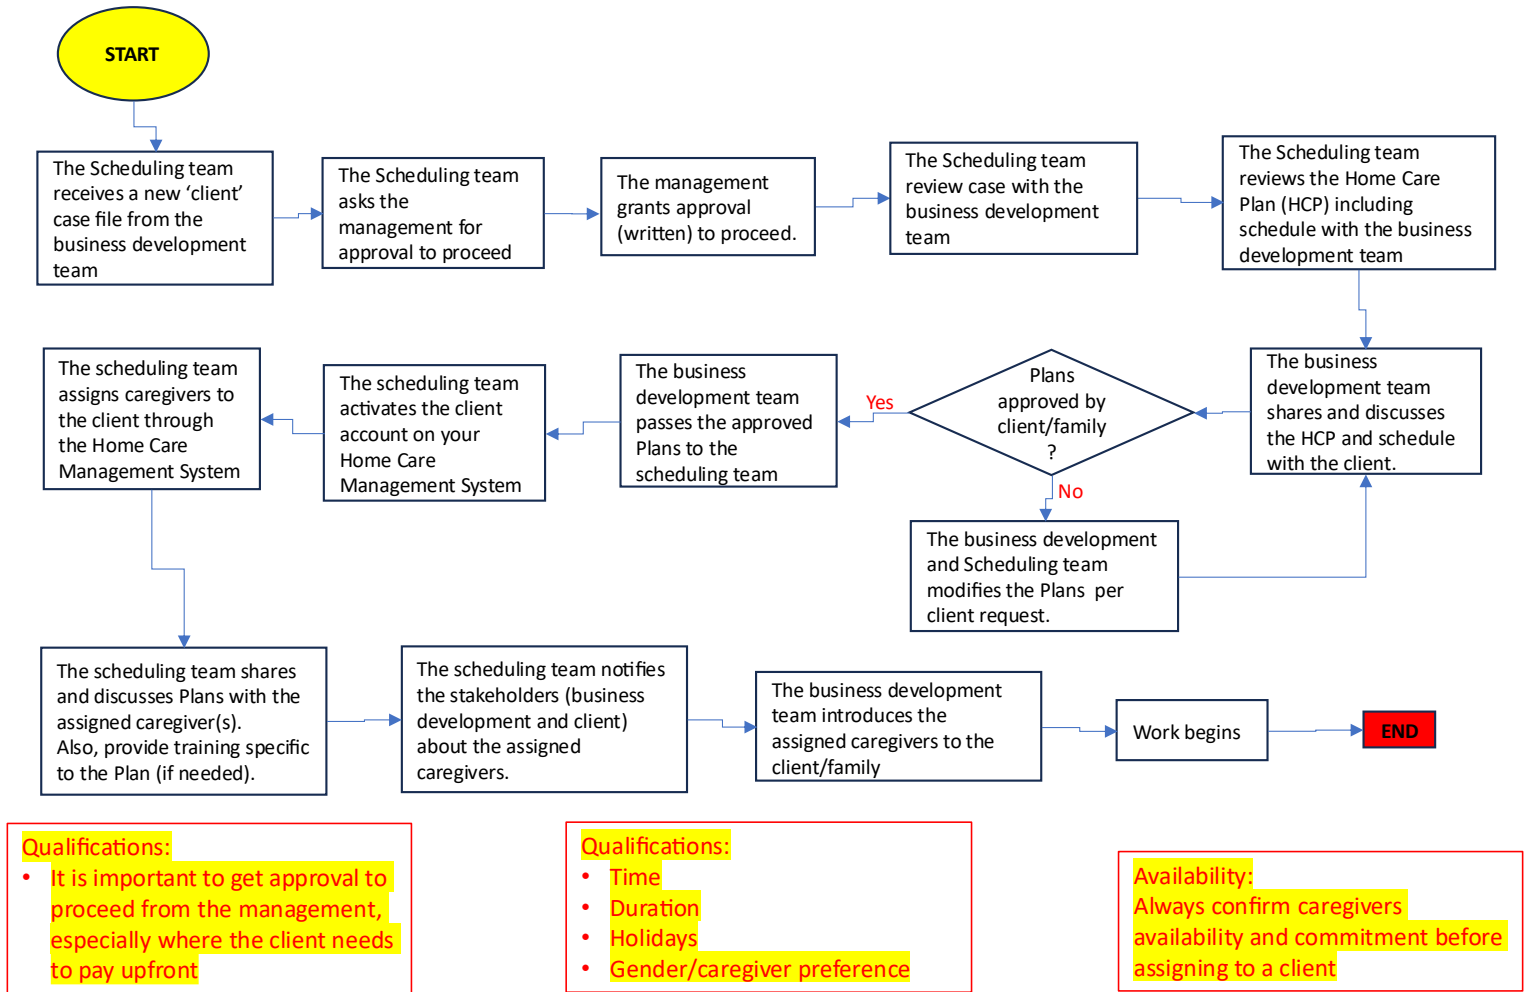 START
The Scheduling team
receives a new ‘client’
case file from the
business development
team
The Scheduling team
asks the
management for
approval to proceed
The management
grants approval
(written) to proceed.
The Scheduling team
review case with the
business development
team
The Scheduling team
reviews the Home Care
Plan (HCP) including
schedule with the business
development team
The scheduling team
assigns caregivers to
the client through
the Home Care
Management System
The scheduling team
activates the client
account on your
Home Care
Management System
The business
development team
passes the approved
Plans to the
scheduling team
Yes
Plans
approved by
client/family
?
No
The business
development team
shares and discusses
the HCP and schedule
with the client.
The business development
and Scheduling team
modifies the Plans  per
client request.
The scheduling team shares
and discusses Plans with the
assigned caregiver(s).
Also, provide training specific
to the Plan (if needed).
The scheduling team notifies
the stakeholders (business
development and client)
about the assigned
caregivers.
The business development
team introduces the
assigned caregivers to the
client/family
Work begins
END
Qualifications:
• It is important to get approval to
proceed from the management,
especially where the client needs
to pay upfront
Qualifications:
• Time
• Duration
• Holidays
• Gender/caregiver preference
Availability:
Always confirm caregivers
availability and commitment before
assigning to a client